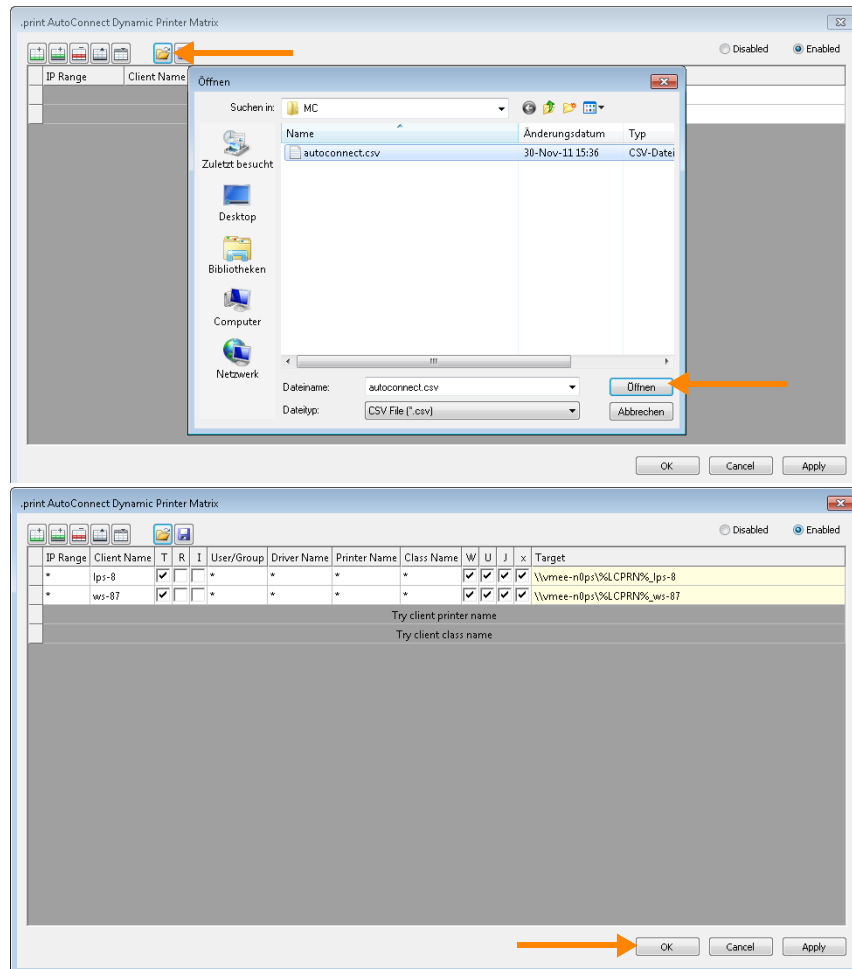 .print AutoConnect Dynamic Printer Matrix
Disabled Enabled
IP Range Client Name
Öffnen
Suchen in: MC
Name Änderungsdatum Typ
autoconnect.csv 30-Nov-11 15:36 CSV-Datei
Zuletzt besucht
Desktop
Bibliotheken
Computer
Netzwerk
Dateiname: autoconnect.csv Öffnen
Dateityp: CSV File (*.csv) Abbrechen
OK Cancel Apply
.print AutoConnect Dynamic Printer Matrix
Disabled Enabled
IP Range Client Name T R I User/Group Driver Name Printer Name Class Name W U J x Target
* lps-8 * * * * \\vmee-n0ps\%LCPRN%_lps-8
* ws-87 * * * * \\vmee-n0ps\%LCPRN%_ws-87
Try client printer name
Try client class name
OK Cancel Apply